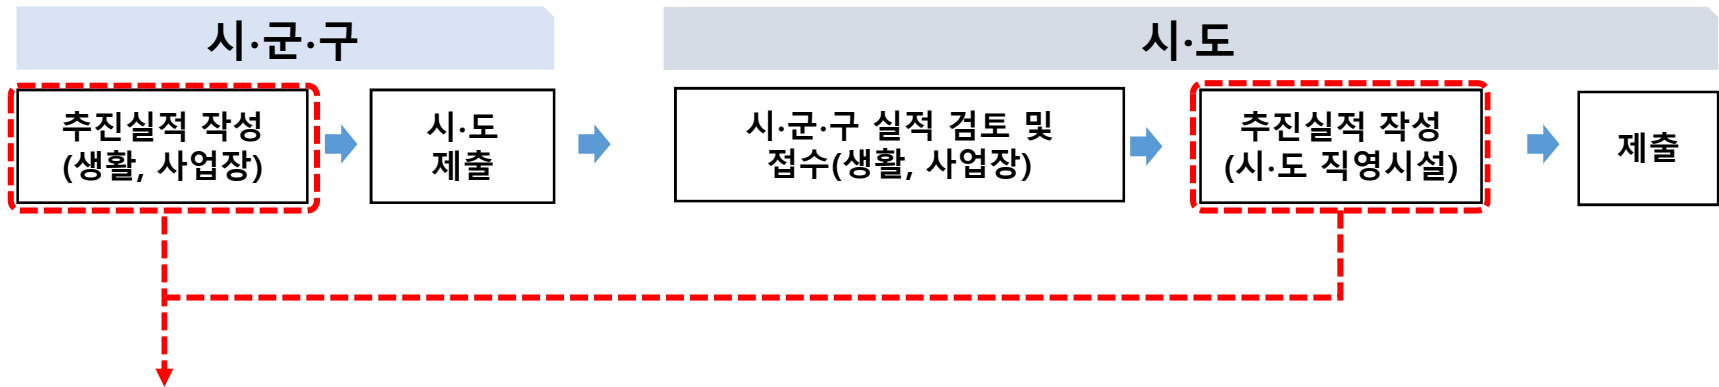 시·군·구
시·도
추진실적 작성
(생활, 사업장)
시·도
제출
시·군·구 실적 검토 및
접수(생활, 사업장)
추진실적 작성
(시·도 직영시설)
제출